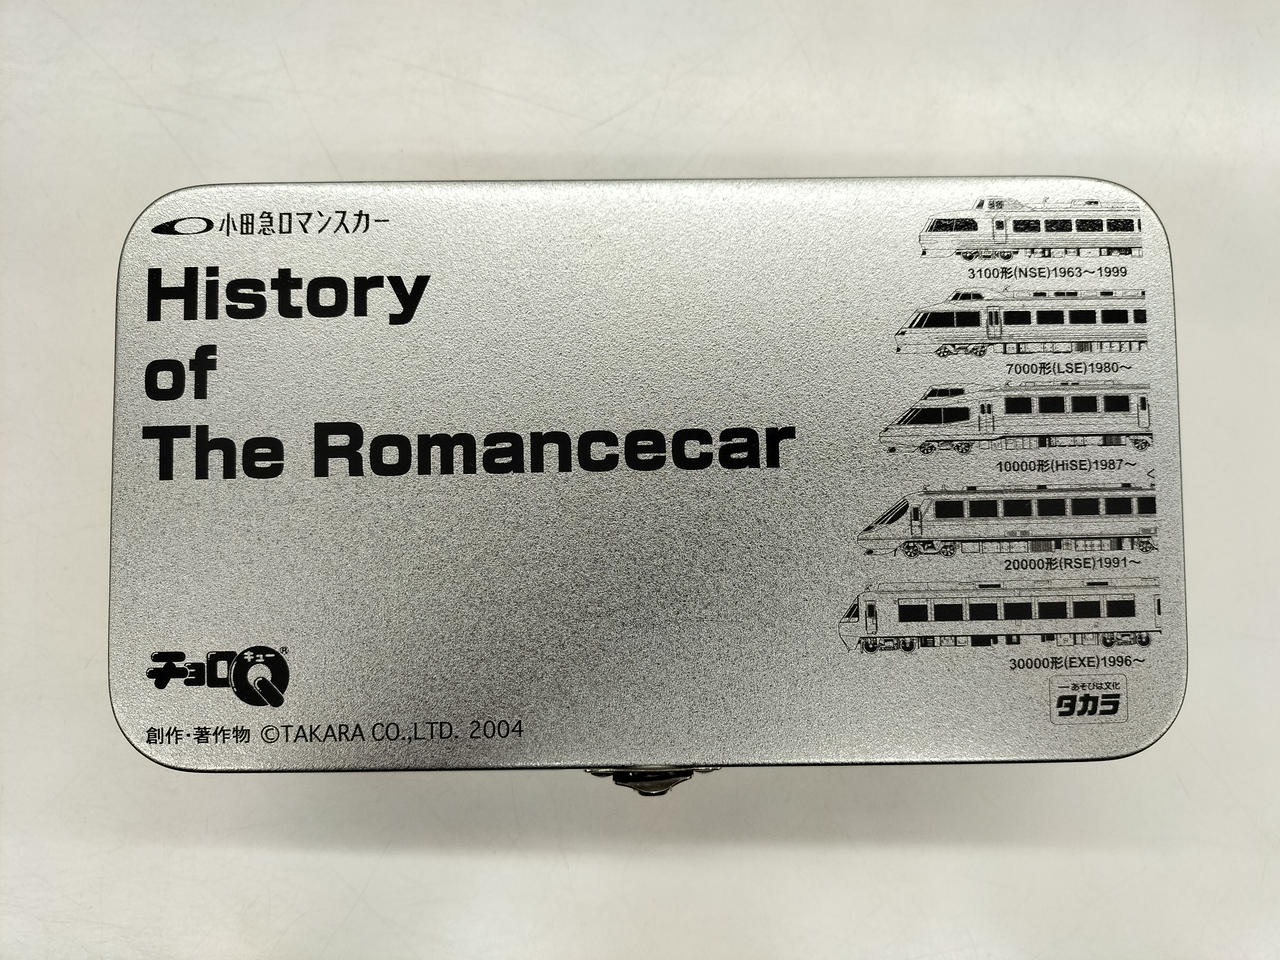 小田急ロマンスカー
History
of
The Romancecar
3100形(NSE)1963〜1999
7000形(LSE)1980〜
10000形(HiSE)1987〜
20000形(RSE)1991〜
30000形(EXE)1996〜
チョロQ®
キュー
創作・著作物 ©TAKARA CO.,LTD. 2004
―あそびは文化
タカラ